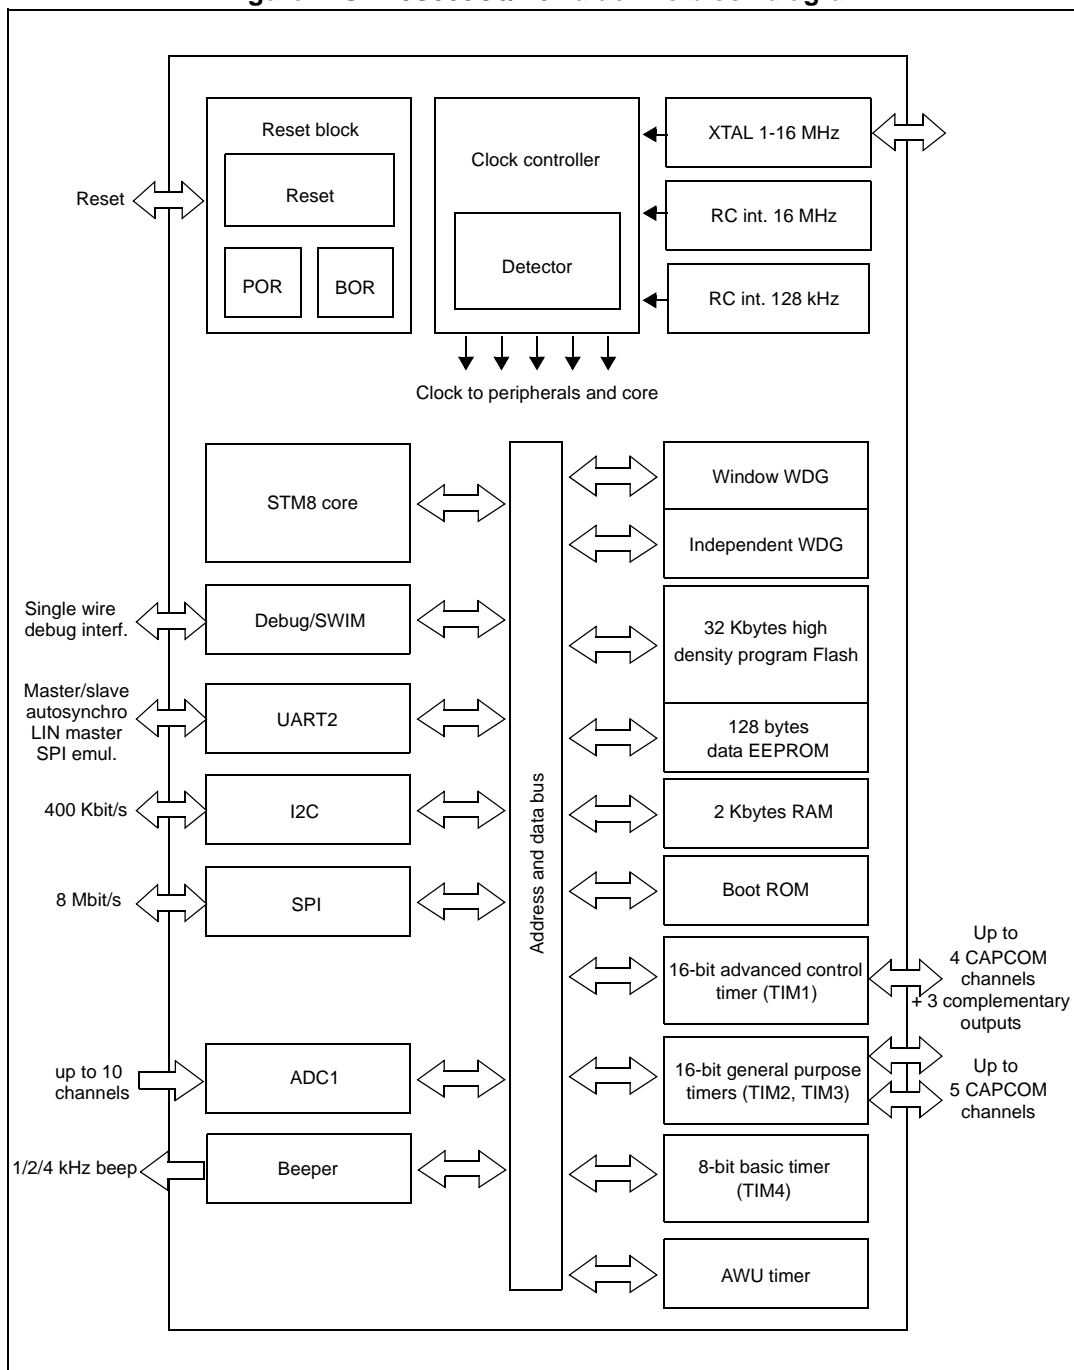 Reset block
Reset
POR
BOR
Reset
Clock controller
Detector
XTAL 1-16 MHz
RC int. 16 MHz
RC int. 128 kHz
Clock to peripherals and core
STM8 core
Single wire
debug interf.
Debug/SWIM
Master/slave
autosynchro
LIN master
SPI emul.
UART2
400 Kbit/s
I2C
8 Mbit/s
SPI
up to 10
channels
ADC1
1/2/4 kHz beep
Beeper
Address and data bus
Window WDG
Independent WDG
32 Kbytes high
density program Flash
128 bytes
data EEPROM
2 Kbytes RAM
Boot ROM
16-bit advanced control
timer (TIM1)
Up to
4 CAPCOM
channels
+ 3 complementary
outputs
16-bit general purpose
timers (TIM2, TIM3)
Up to
5 CAPCOM
channels
8-bit basic timer
(TIM4)
AWU timer